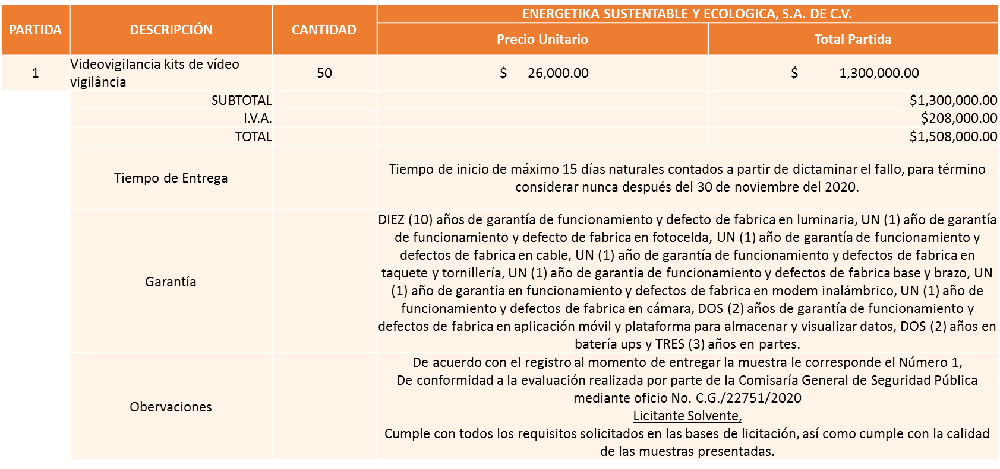 PARTIDA
DESCRIPCIÓN
CANTIDAD
ENERGETIKA SUSTENTABLE Y ECOLOGICA, S.A. DE C.V.
Precio Unitario
Total Partida
1
Videovigilancia kits de vídeo
vigilância
50
$ 26,000.00
$ 1,300,000.00
SUBTOTAL
$1,300,000.00
I.V.A.
$208,000.00
TOTAL
$1,508,000.00
Tiempo de Entrega
Tiempo de inicio de máximo 15 días naturales contados a partir de dictaminar el fallo, para término
considerar nunca después del 30 de noviembre del 2020.
Garantía
DIEZ (10) años de garantía de funcionamiento y defecto de fabrica en luminaria, UN (1) año de garantía
de funcionamiento y defecto de fabrica en fotocelda, UN (1) año de garantía de funcionamiento y
defectos de fabrica en cable, UN (1) año de garantía de funcionamiento y defectos de fabrica en
taquete y tornillería, UN (1) año de garantía de funcionamiento y defectos de fabrica base y brazo, UN
(1) año de garantía en funcionamiento y defectos de fabrica en modem inalámbrico, UN (1) año de
funcionamiento y defectos de fabrica en cámara, DOS (2) años de garantía de funcionamiento y
defectos de fabrica en aplicación móvil y plataforma para almacenar y visualizar datos, DOS (2) años en
batería ups y TRES (3) años en partes.
Obervaciones
De acuerdo con el registro al momento de entregar la muestra le corresponde el Número 1,
De conformidad a la evaluación realizada por parte de la Comisaría General de Seguridad Pública
mediante oficio No. C.G./22751/2020
Licitante Solvente,
Cumple con todos los requisitos solicitados en las bases de licitación, así como cumple con la calidad
de las muestras presentadas.